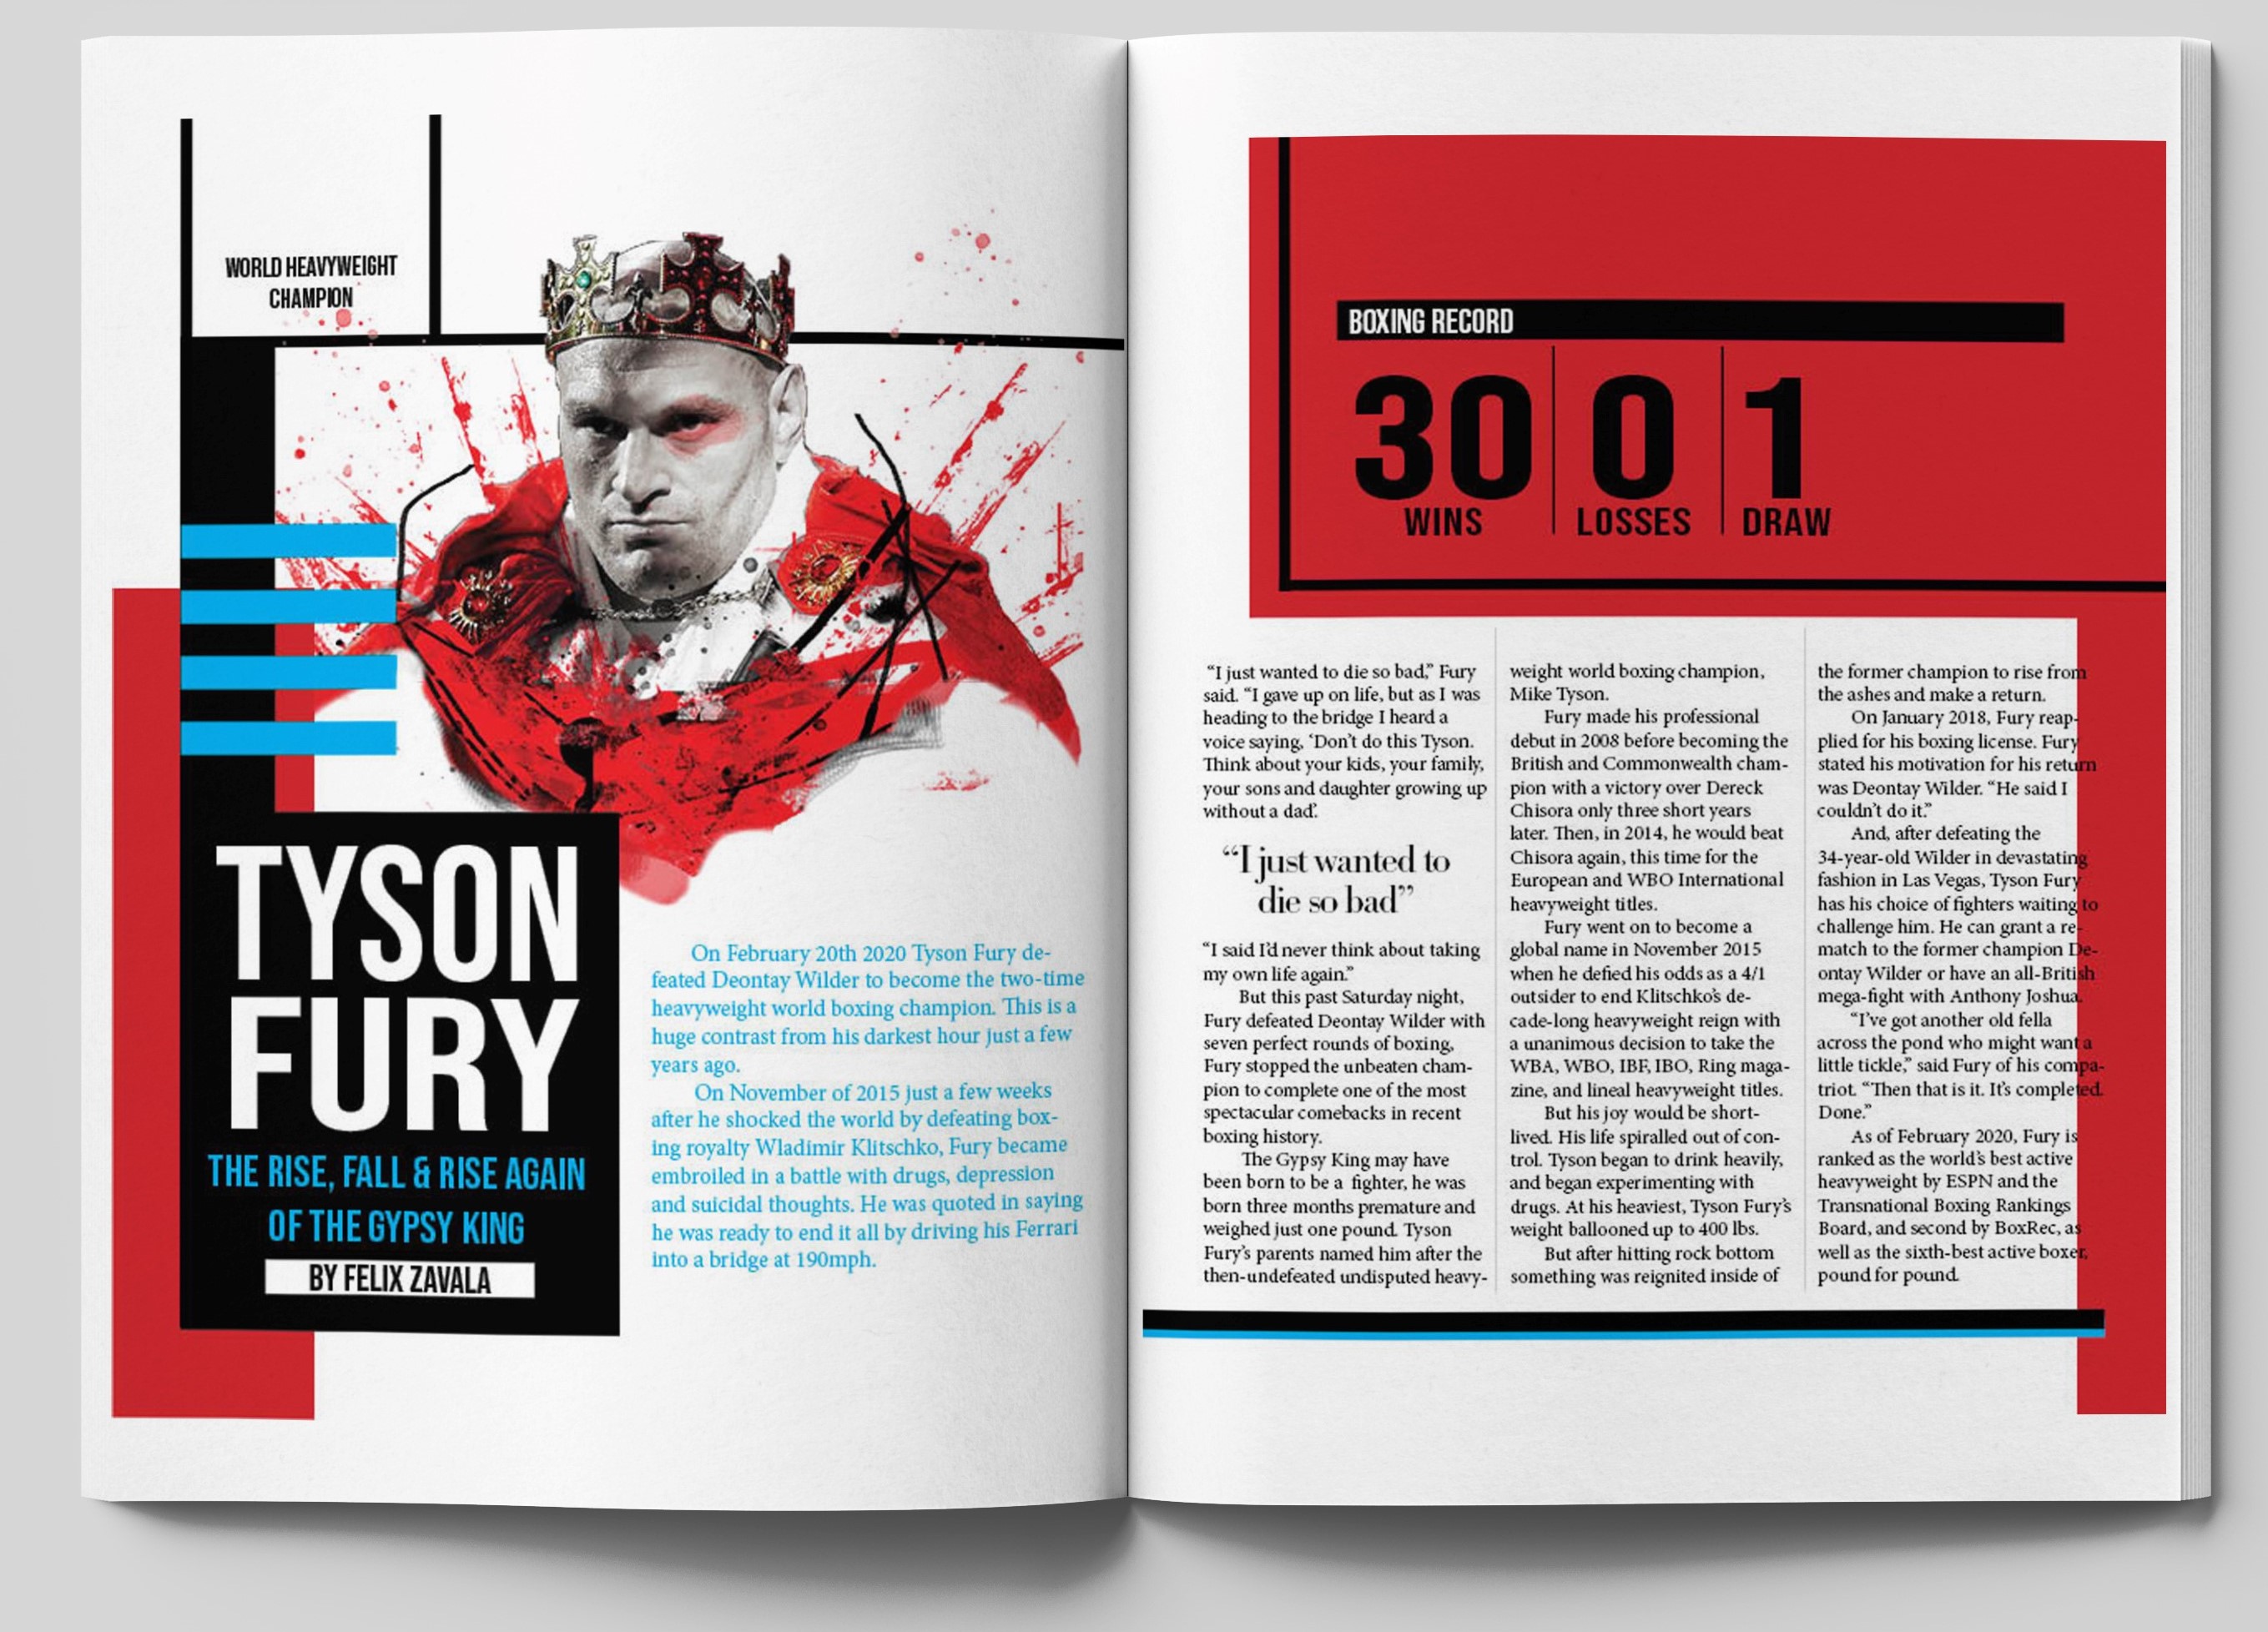 WORLD HEAVYWEIGHT
CHAMPION
TYSON
FURY
THE RISE, FALL & RISE AGAIN
OF THE GYPSY KING
BY FELIX ZAVALA
On February 20th 2020 Tyson Fury de-
feated Deontay Wilder to become the two-time
heavyweight world boxing champion. This is a
huge contrast from his darkest hour just a few
years ago.
On November of 2015 just a few weeks
after he shocked the world by defeating box-
ing royalty Wladimir Klitschko, Fury became
embroiled in a battle with drugs, depression
and suicidal thoughts. He was quoted in saying
he was ready to end it all by driving his Ferrari
into a bridge at 190mph.
BOXING RECORD
30 0 1
WINS LOSSES DRAW
“I just wanted to die so bad,” Fury
said. “I gave up on life, but as I was
heading to the bridge I heard a
voice saying, ‘Don’t do this Tyson.
Think about your kids, your family,
your sons and daughter growing up
without a dad’.
“I just wanted to
die so bad”
“I said I’d never think about taking
my own life again.”
But this past Saturday night,
Fury defeated Deontay Wilder with
seven perfect rounds of boxing,
Fury stopped the unbeaten cham-
pion to complete one of the most
spectacular comebacks in recent
boxing history.
The Gypsy King may have
been born to be a fighter, he was
born three months premature and
weighed just one pound. Tyson
Fury’s parents named him after the
then-undefeated undisputed heavy-
weight world boxing champion,
Mike Tyson.
Fury made his professional
debut in 2008 before becoming the
British and Commonwealth cham-
pion with a victory over Dereck
Chisora only three short years
later. Then, in 2014, he would beat
Chisora again, this time for the
European and WBO International
heavyweight titles.
Fury went on to become a
global name in November 2015
when he defied his odds as a 4/1
outsider to end Klitschko’s de-
cade-long heavyweight reign with
a unanimous decision to take the
WBA, WBO, IBF, IBO, Ring maga-
zine, and lineal heavyweight titles.
But his joy would be short-
lived. His life spiralled out of con-
trol. Tyson began to drink heavily,
and began experimenting with
drugs. At his heaviest, Tyson Fury’s
weight ballooned up to 400 lbs.
But after hitting rock bottom
something was reignited inside of
the former champion to rise from
the ashes and make a return.
On January 2018, Fury reap-
plied for his boxing license. Fury
stated his motivation for his return
was Deontay Wilder. “He said I
couldn’t do it.”
And, after defeating the
34-year-old Wilder in devastating
fashion in Las Vegas, Tyson Fury
has his choice of fighters waiting to
challenge him. He can grant a re-
match to the former champion De-
ontay Wilder or have an all-British
mega-fight with Anthony Joshua.
“I’ve got another old fella
across the pond who might want a
little tickle,” said Fury of his compa-
triot. “Then that is it. It’s completed.
Done.”
As of February 2020, Fury is
ranked as the world’s best active
heavyweight by ESPN and the
Transnational Boxing Rankings
Board, and second by BoxRec, as
well as the sixth-best active boxer,
pound for pound.